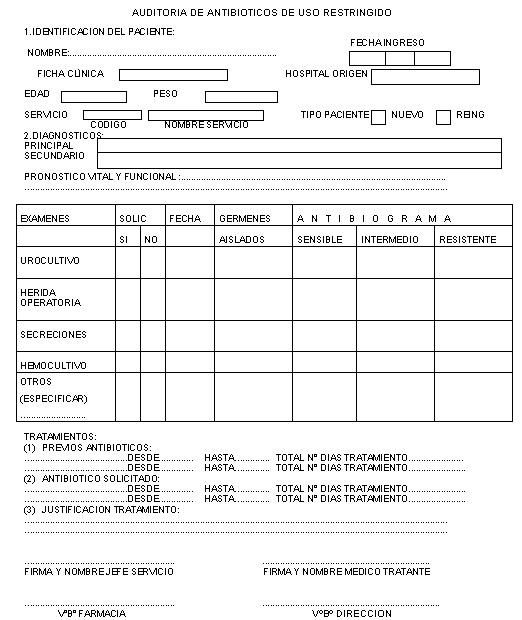 AUDITORIA DE ANTIBIOTICOS DE USO RESTRINGIDO
1.IDENTIFICACION DEL PACIENTE:
FECHA INGRESO
NOMBRE:..........................................................................
FICHA CLÍNICA HOSPITAL ORIGEN
EDAD PESO
SERVICIO TIPO PACIENTE NUEVO REING
CODIGO NOMBRE SERVICIO
2.DIAGNOSTICOS:
PRINCIPAL
SECUNDARIO
PRONOSTICO VITAL Y FUNCIONAL:....................................................................................
......................................................................................................................................
EXAMENES SOLIC FECHA GERMENES A N T I B I O G R A M A
SI NO AISLADOS SENSIBLE INTERMEDIO RESISTENTE
UROCULTIVO
HERIDA
OPERATORIA
SECRECIONES
HEMOCULTIVO
OTROS
(ESPECIFICAR)
..........................
TRATAMIENTOS:
(1) PREVIOS ANTIBIOTICOS:
.........................................DESDE............. HASTA............. TOTAL Nº DIAS TRATAMIENTO.....................
.........................................DESDE............. HASTA............. TOTAL Nº DIAS TRATAMIENTO.....................
(2) ANTIBIOTICO SOLICITADO:
.........................................DESDE............. HASTA............. TOTAL Nº DIAS TRATAMIENTO.....................
.........................................DESDE............. HASTA............. TOTAL Nº DIAS TRATAMIENTO.....................
(3) JUSTIFICACION TRATAMIENTO:
......................................................................................................................................
......................................................................................................................................
............................................................ ...................................................................
FIRMA Y NOMBRE JEFE SERVICIO FIRMA Y NOMBRE MEDICO TRATANTE
............................................................ ......................................................................
VºBº FARMACIA VºBº DIRECCION